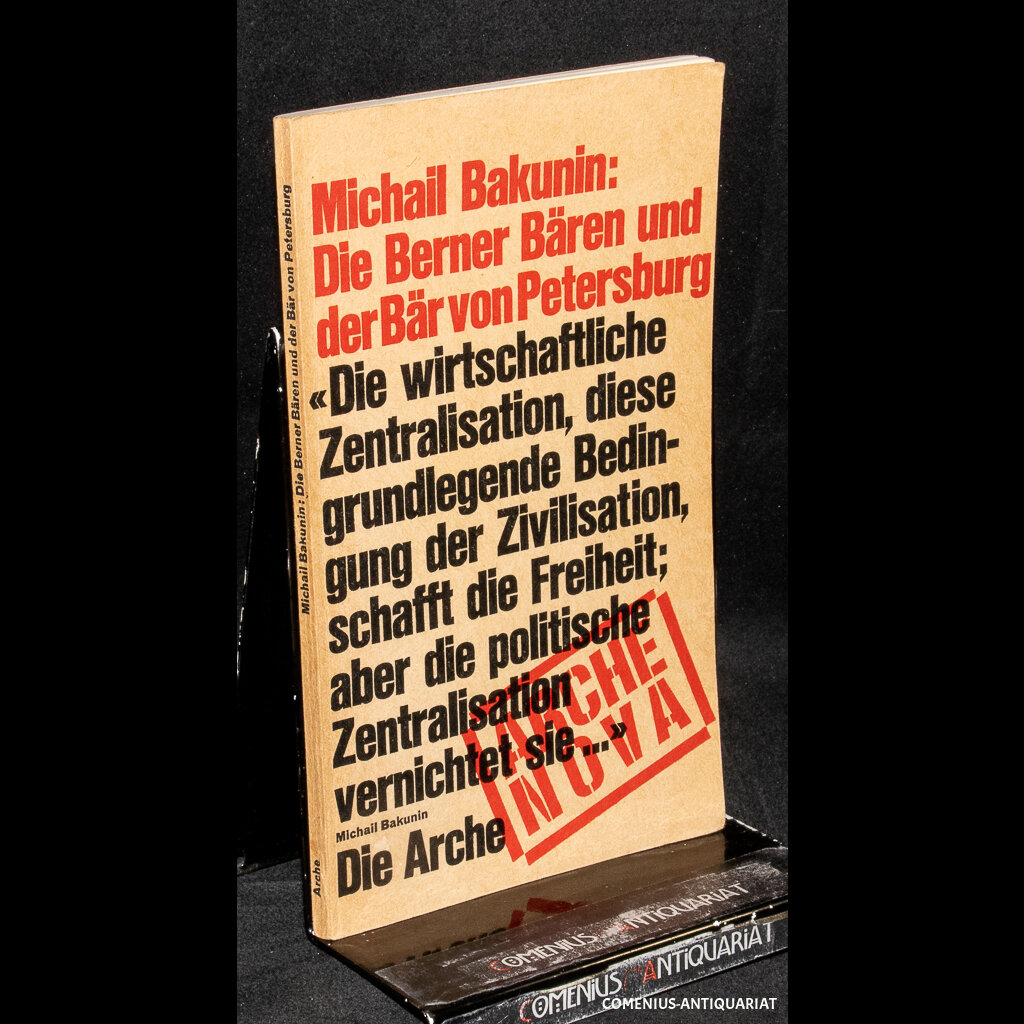 Michail Bakunin:
Die Berner Bären und
der Bär von Petersburg
«Die wirtschaftliche
Zentralisation, diese
grundlegende Bedin-
gung der Zivilisation,
schafft die Freiheit;
aber die politische
Zentralisation
vernichtet sie ...»
Michail Bakunin
Die Arche
ARCHE
NOVA
Michail Bakunin: Die Berner Bären und der Bär von Petersburg
Arche
COMENIUS ANTIQUARIAT
COMENIUS ANTIQUARIAT
COMENIUS-ANTIQUARIAT